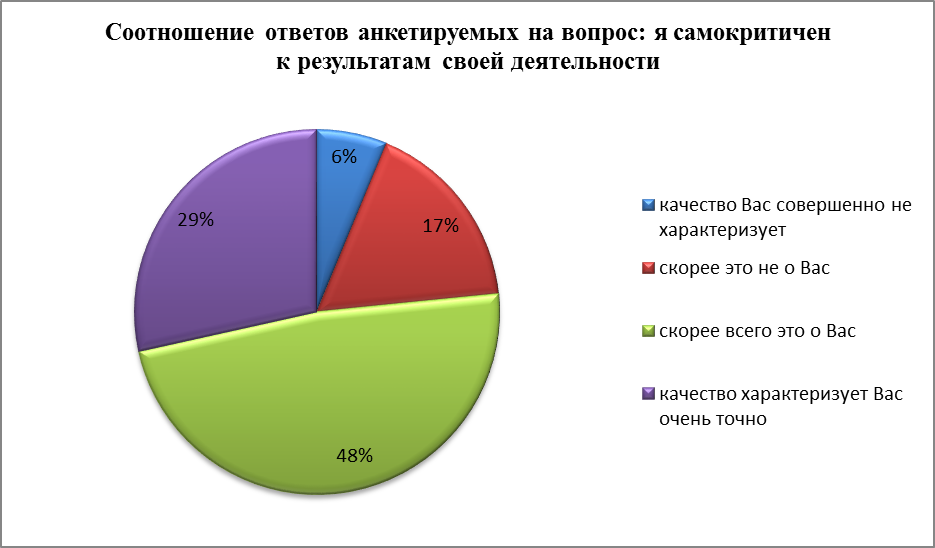 Соотношение ответов анкетируемых на вопрос: я самокритичен
к результатам своей деятельности
6%
17%
29%
48%
качество Вас совершенно не
характеризует
скорее это не о Вас
скорее всего это о Вас
качество характеризует Вас
очень точно